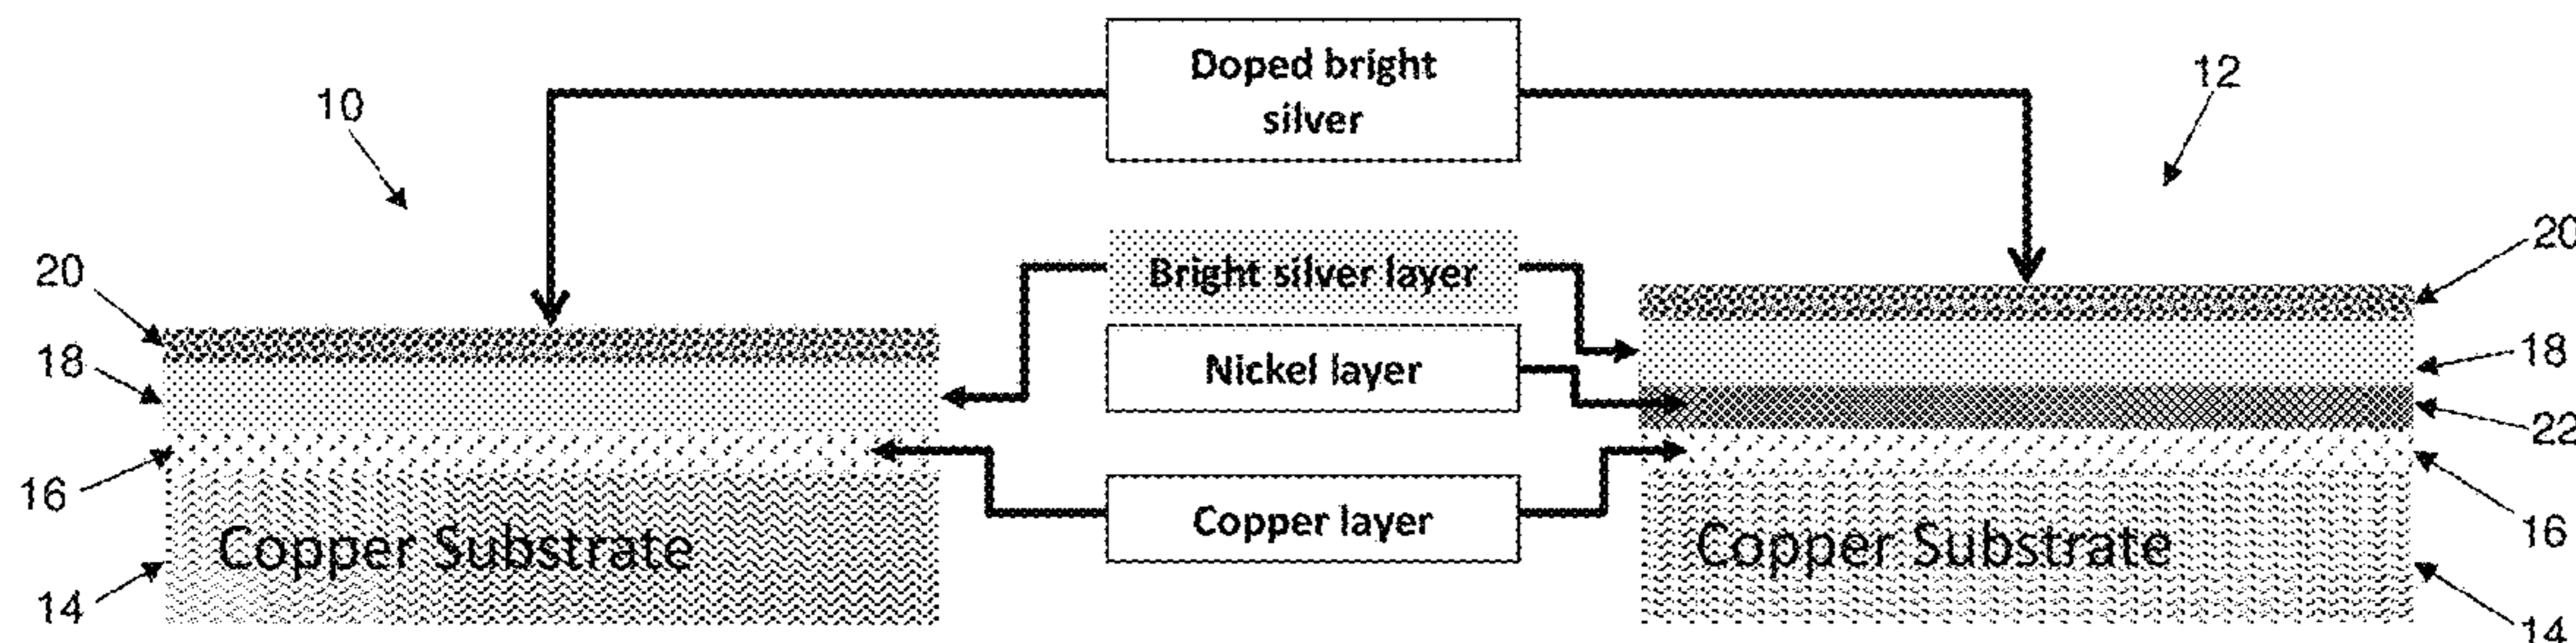 Doped bright
silver
10
12
20
20
Bright silver layer
18
18
Nickel layer
22
16
16
Copper layer
Copper Substrate
Copper Substrate
14
14